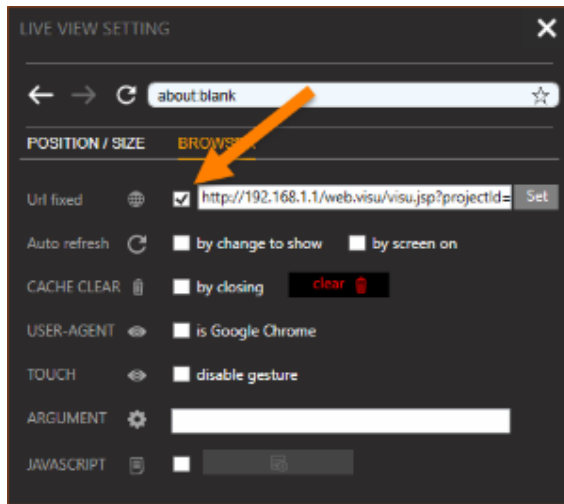 LIVE VIEW SETTING
about:blank
POSITION / SIZE BROWSER
Url fixed http://192.168.1.1/web.visu/visu.jsp?projectId= Set
Auto refresh by change to show by screen on
CACHE CLEAR by closing clear
USER-AGENT is Google Chrome
TOUCH disable gesture
ARGUMENT
JAVASCRIPT